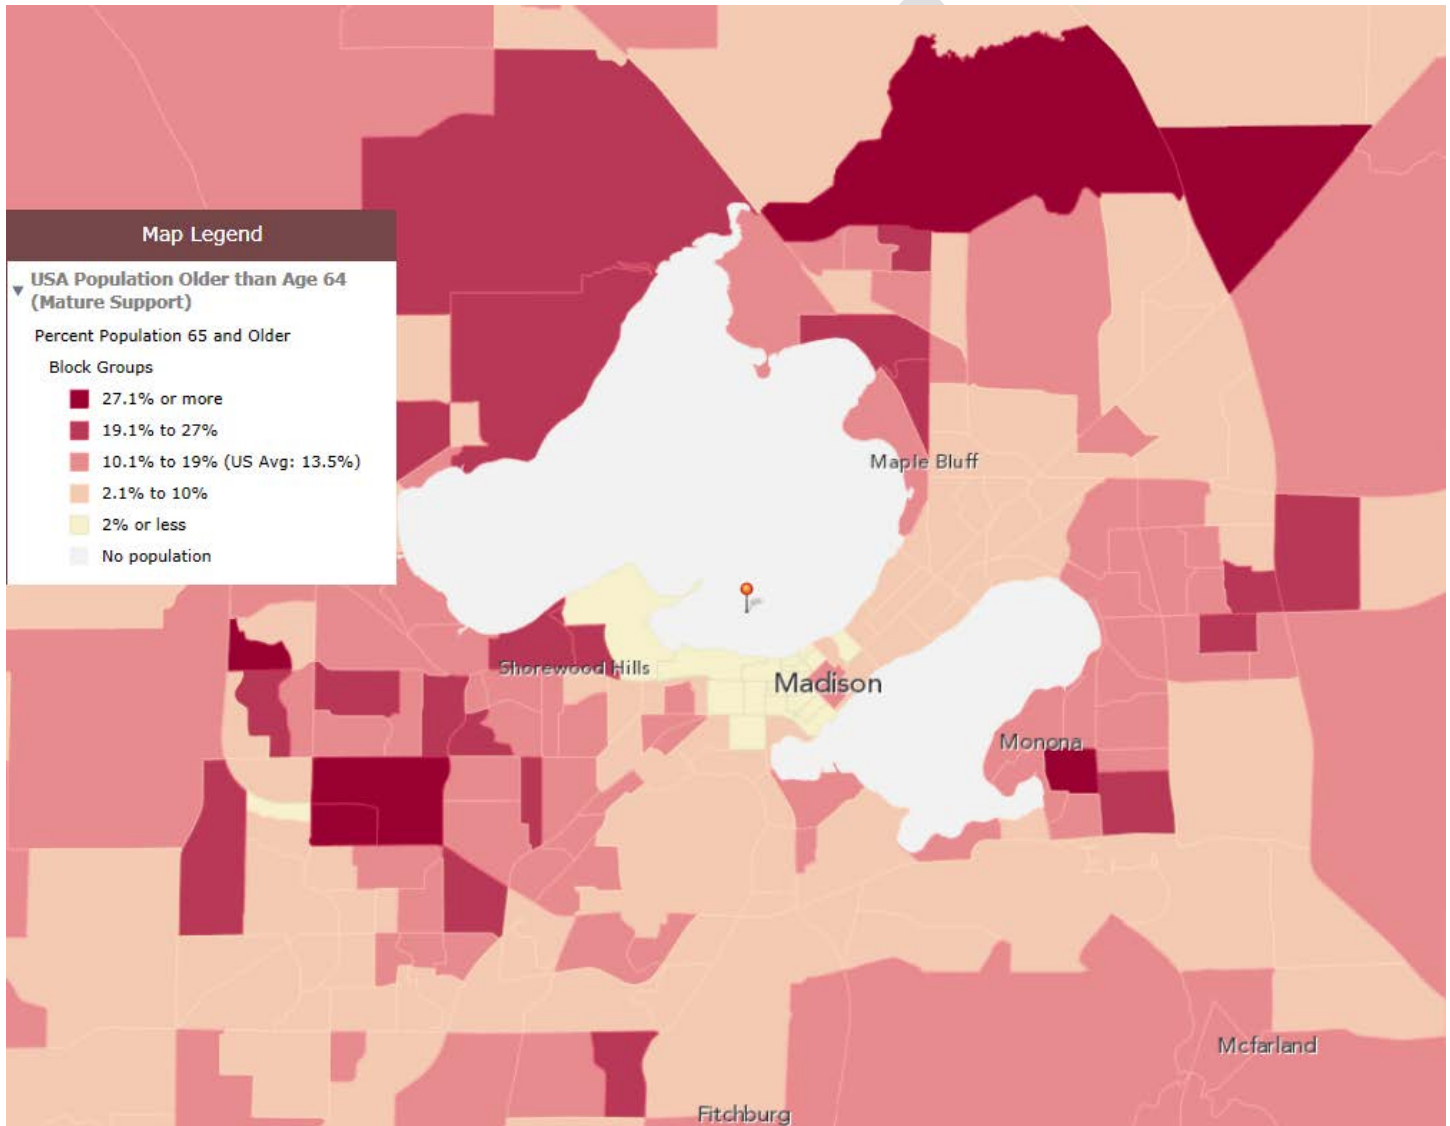 Map Legend
USA Population Older than Age 64
(Mature Support)
Percent Population 65 and Older
Block Groups
27.1% or more
19.1% to 27%
10.1% to 19% (US Avg: 13.5%)
2.1% to 10%
2% or less
No population
Maple Bluff
Shorewood Hills
Madison
Monona
Mcfarland
Fitchburg